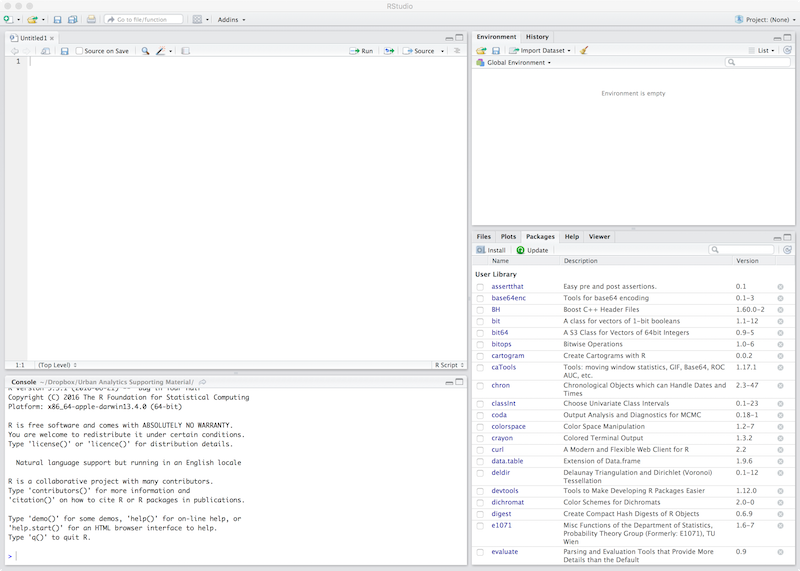 RStudio
Go to file/function
Addins
Project: (None)
Untitled1
Source on Save
Run
Source
1
1:1
(Top Level)
R Script
Console ~/Dropbox/Urban Analytics Supporting Material/
Copyright (C) 2016 The R Foundation for Statistical Computing
Platform: x86_64-apple-darwin13.4.0 (64-bit)
R is free software and comes with ABSOLUTELY NO WARRANTY.
You are welcome to redistribute it under certain conditions.
Type 'license()' or 'licence()' for distribution details.
Natural language support but running in an English locale
R is a collaborative project with many contributors.
Type 'contributors()' for more information and
'citation()' on how to cite R or R packages in publications.
Type 'demo()' for some demos, 'help()' for on-line help, or
'help.start()' for an HTML browser interface to help.
Type 'q()' to quit R.
>
Environment History
Import Dataset
List
Global Environment
Environment is empty
Files Plots Packages Help Viewer
Install Update
Name Description Version
User Library
assertthat Easy pre and post assertions. 0.1
base64enc Tools for base64 encoding 0.1-3
BH Boost C++ Header Files 1.60.0-2
bit A class for vectors of 1-bit booleans 1.1-12
bit64 A S3 Class for Vectors of 64bit Integers 0.9-5
bitops Bitwise Operations 1.0-6
cartogram Create Cartograms with R 0.0.2
caTools Tools: moving window statistics, GIF, Base64, ROC 1.17.1
AUC, etc.
chron Chronological Objects which can Handle Dates and 2.3-47
Times
classInt Choose Univariate Class Intervals 0.1-23
coda Output Analysis and Diagnostics for MCMC 0.18-1
colorspace Color Space Manipulation 1.2-7
crayon Colored Terminal Output 1.3.2
curl A Modern and Flexible Web Client for R 2.2
data.table Extension of Data.frame 1.9.6
deldir Delaunay Triangulation and Dirichlet (Voronoi) 0.1-12
Tessellation
devtools Tools to Make Developing R Packages Easier 1.12.0
dichromat Color Schemes for Dichromats 2.0-0
digest Create Compact Hash Digests of R Objects 0.6.9
e1071 Misc Functions of the Department of Statistics, 1.6-7
Probability Theory Group (Formerly: E1071), TU
Wien
evaluate Parsing and Evaluation Tools that Provide More 0.9
Details than the Default